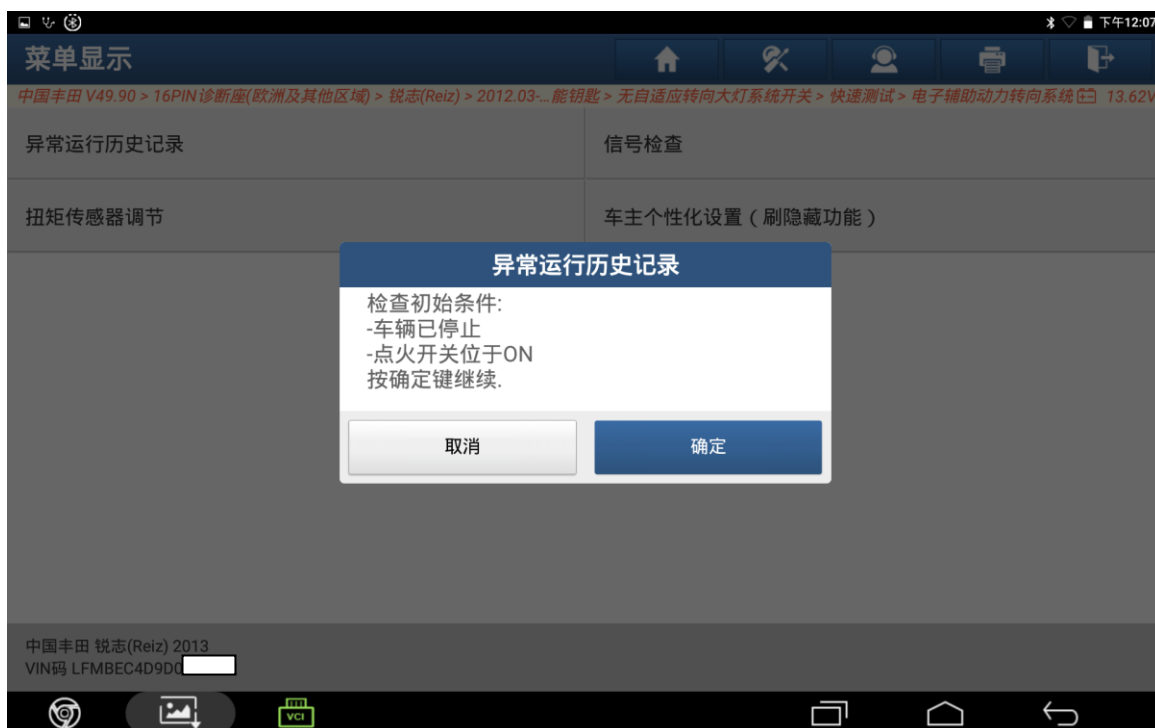 下午12:07
菜单显示
中国丰田 V49.90 > 16PIN诊断座(欧洲及其他区域) > 锐志(Reiz) > 2012.03-...能钥匙 > 无自适应转向大灯系统开关 > 快速测试 > 电子辅助动力转向系统 13.62V
异常运行历史记录
信号检查
扭矩传感器调节
车主个性化设置（刷隐藏功能）
异常运行历史记录
检查初始条件:
-车辆已停止
-点火开关位于ON
按确定键继续.
取消
确定
中国丰田 锐志(Reiz) 2013
VIN码 LFMBEC4D9D0
VCI